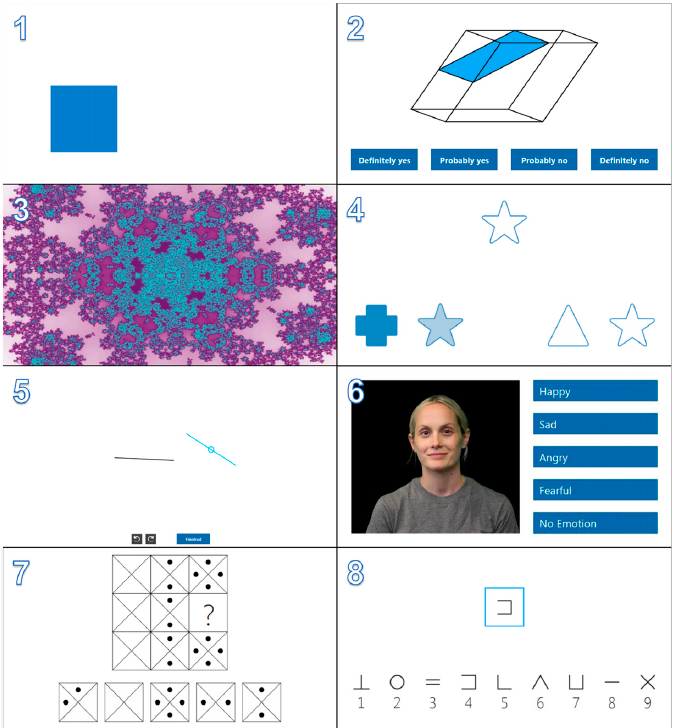 1
2
Definitely yes Probably yes Probably no Definitely no
3
4
5
Finished
6
Happy
Sad
Angry
Fearful
No Emotion
7
?
8
1 2 3 4 5 6 7 8 9